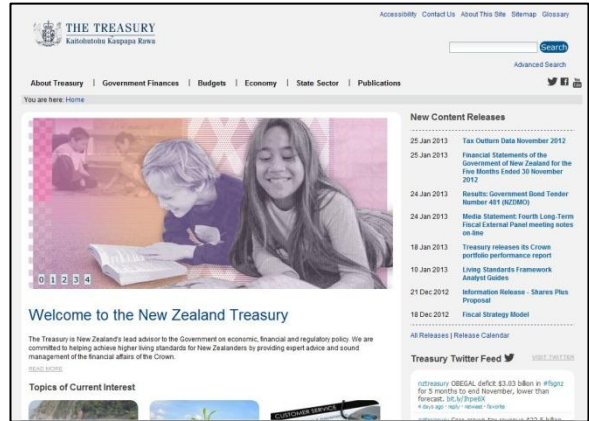 Accessibility Contact Us About This Site Sitemap Glossary
THE TREASURY
Kaitohutohu Kaupapa Rawa
Search
Advanced Search
About Treasury | Government Finances | Budgets | Economy | State Sector | Publications
You are here: Home
0 1 2 3 4
Welcome to the New Zealand Treasury
The Treasury is New Zealand's lead advisor to the Government on economic, financial and regulatory policy. We are
committed to helping achieve higher living standards for New Zealanders by providing expert advice and sound
management of the financial affairs of the Crown.
READ MORE
Topics of Current Interest
CUSTOMER SERVICE
New Content Releases
25 Jan 2013 Tax Outturn Data November 2012
25 Jan 2013 Financial Statements of the
Government of New Zealand for the
Five Months Ended 30 November
2012
24 Jan 2013 Results: Government Bond Tender
Number 481 (NZDMO)
24 Jan 2013 Media Statement: Fourth Long-Term
Fiscal External Panel meeting notes
on-line
18 Jan 2013 Treasury releases its Crown
portfolio performance report
10 Jan 2013 Living Standards Framework
Analyst Guides
21 Dec 2012 Information Release - Shares Plus
Proposal
18 Dec 2012 Fiscal Strategy Model
All Releases | Release Calendar
Treasury Twitter Feed VISIT TWITTER
nztreasury OBEGAL deficit $3.03 billion in #fsgnz
for 5 months to end November, lower than
forecast. bit.ly/Ihpe6X
4 days ago · reply · retweet · favorite